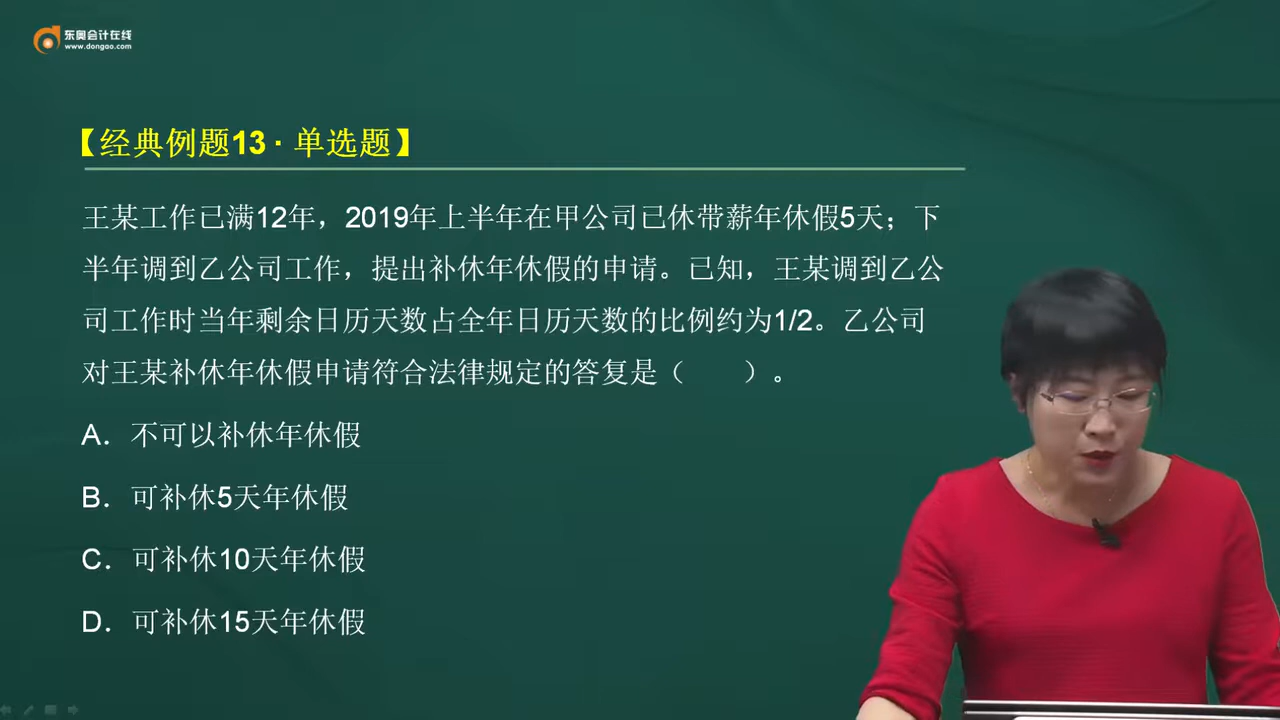 东奥会计在线
www.dongao.com
【经典例题13·单选题】
王某工作已满12年，2019年上半年在甲公司已休带薪年休假5天；下
半年调到乙公司工作，提出补休年休假的申请。已知，王某调到乙公
司工作时当年剩余日历天数占全年日历天数的比例约为1/2。乙公司
对王某补休年休假申请符合法律规定的答复是（　　）。
A．不可以补休年休假
B．可补休5天年休假
C．可补休10天年休假
D．可补休15天年休假